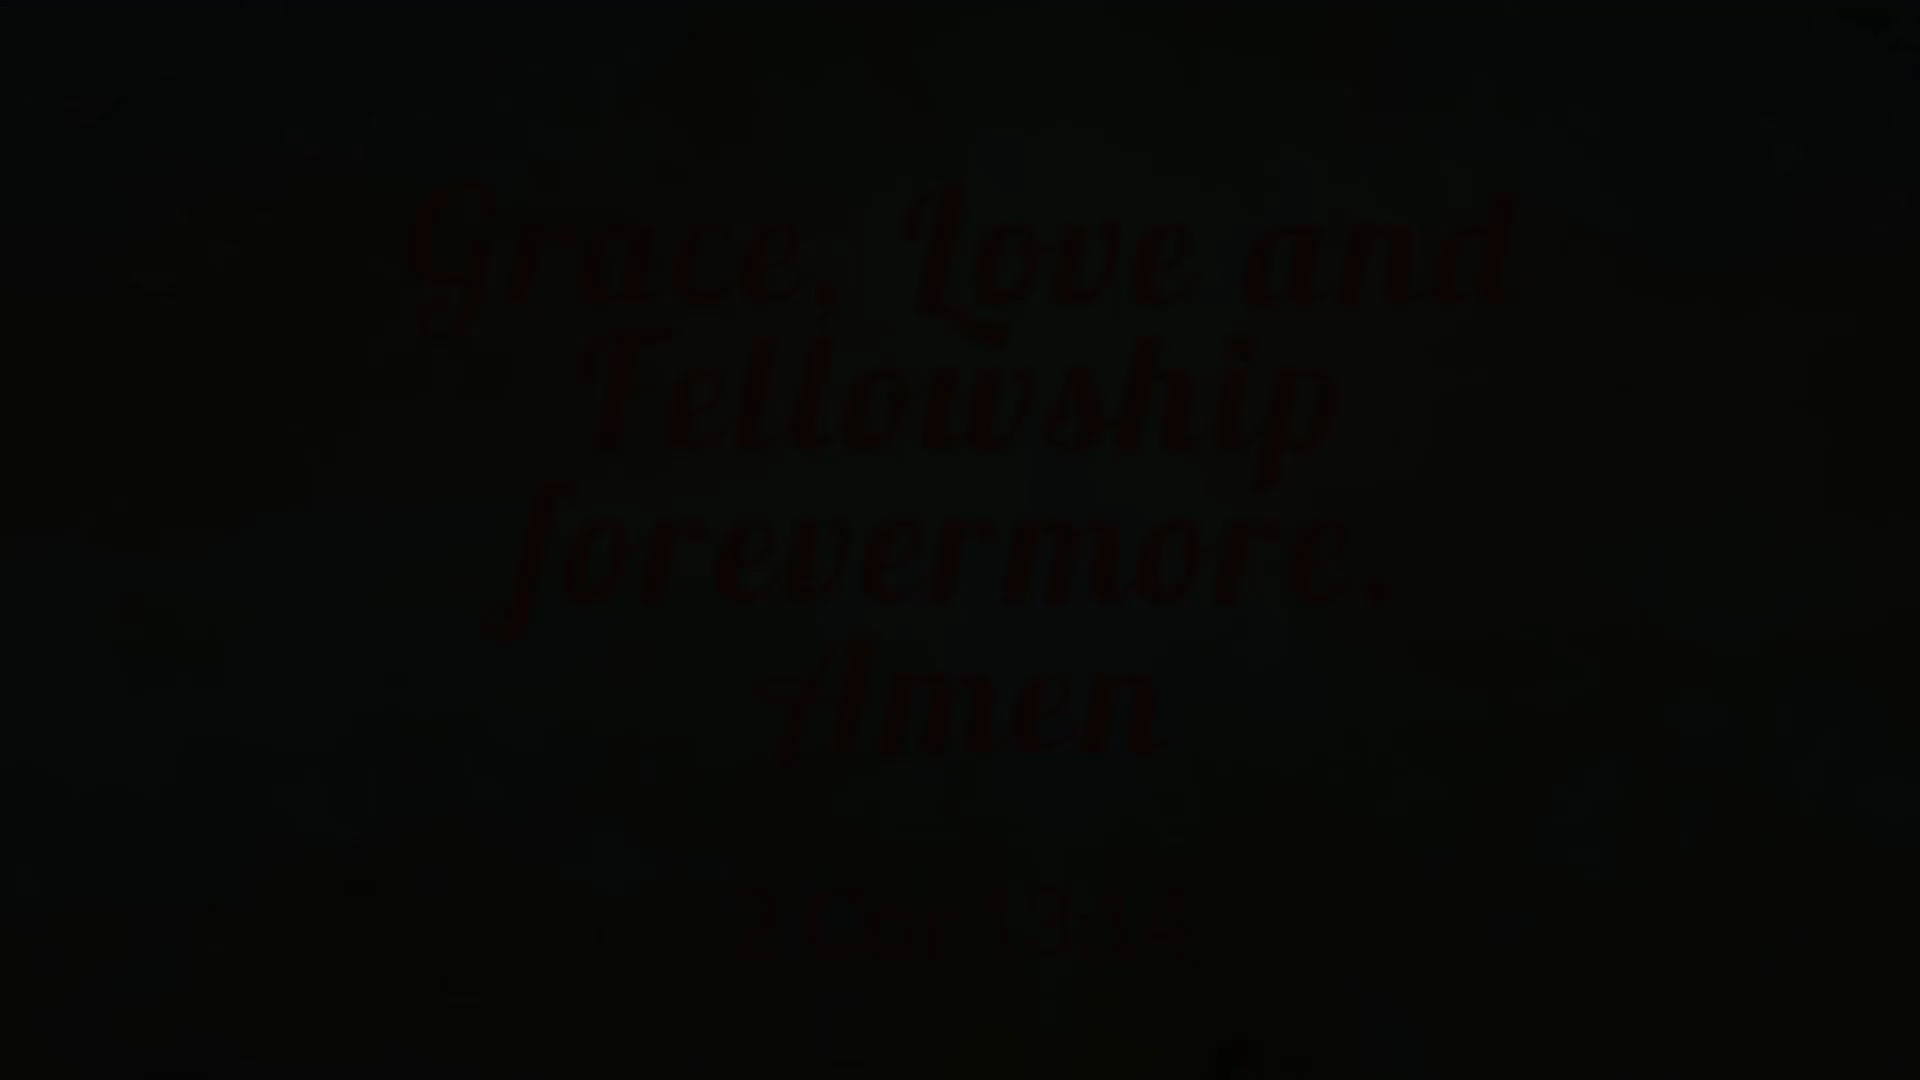 Grace, Love and
Fellowship
forevermore.
Amen
2 Cor 13:14